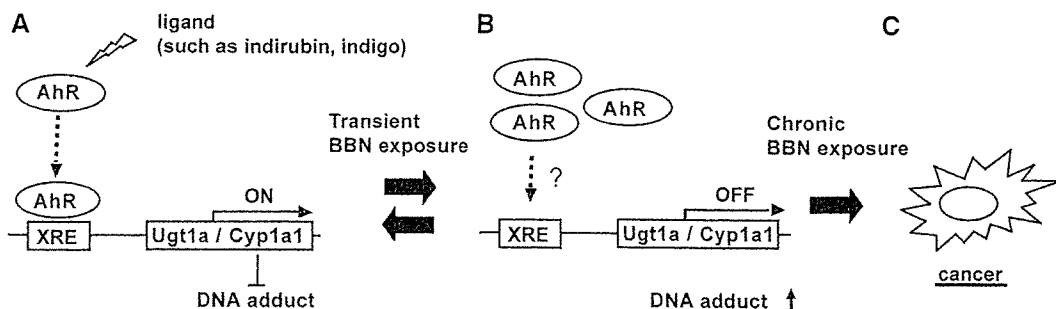 A
ligand
(such as indirubin, indigo)
AhR
AhR
XRE
ON
Ugt1a / Cyp1a1
DNA adduct
Transient
BBN exposure
B
AhR
AhR
AhR
?
XRE
OFF
Ugt1a / Cyp1a1
DNA adduct
Chronic
BBN exposure
C
cancer